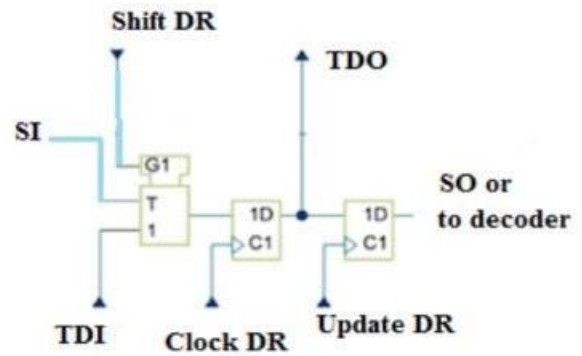 Shift DR
TDO
SI
G1
T
1
1D
C1
1D
C1
SO or
to decoder
TDI
Clock DR
Update DR